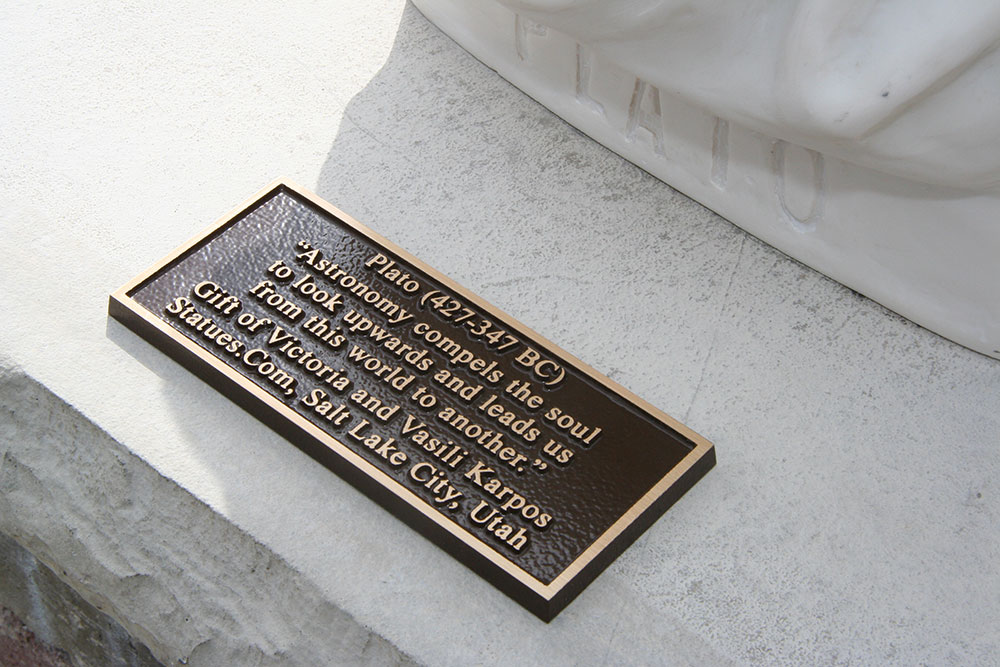 PLATO
Plato (427-347 BC)
“Astronomy compels the soul
to look upwards and leads us
from this world to another.”
Gift of Victoria and Vasili Karpos
Statues.Com, Salt Lake City, Utah